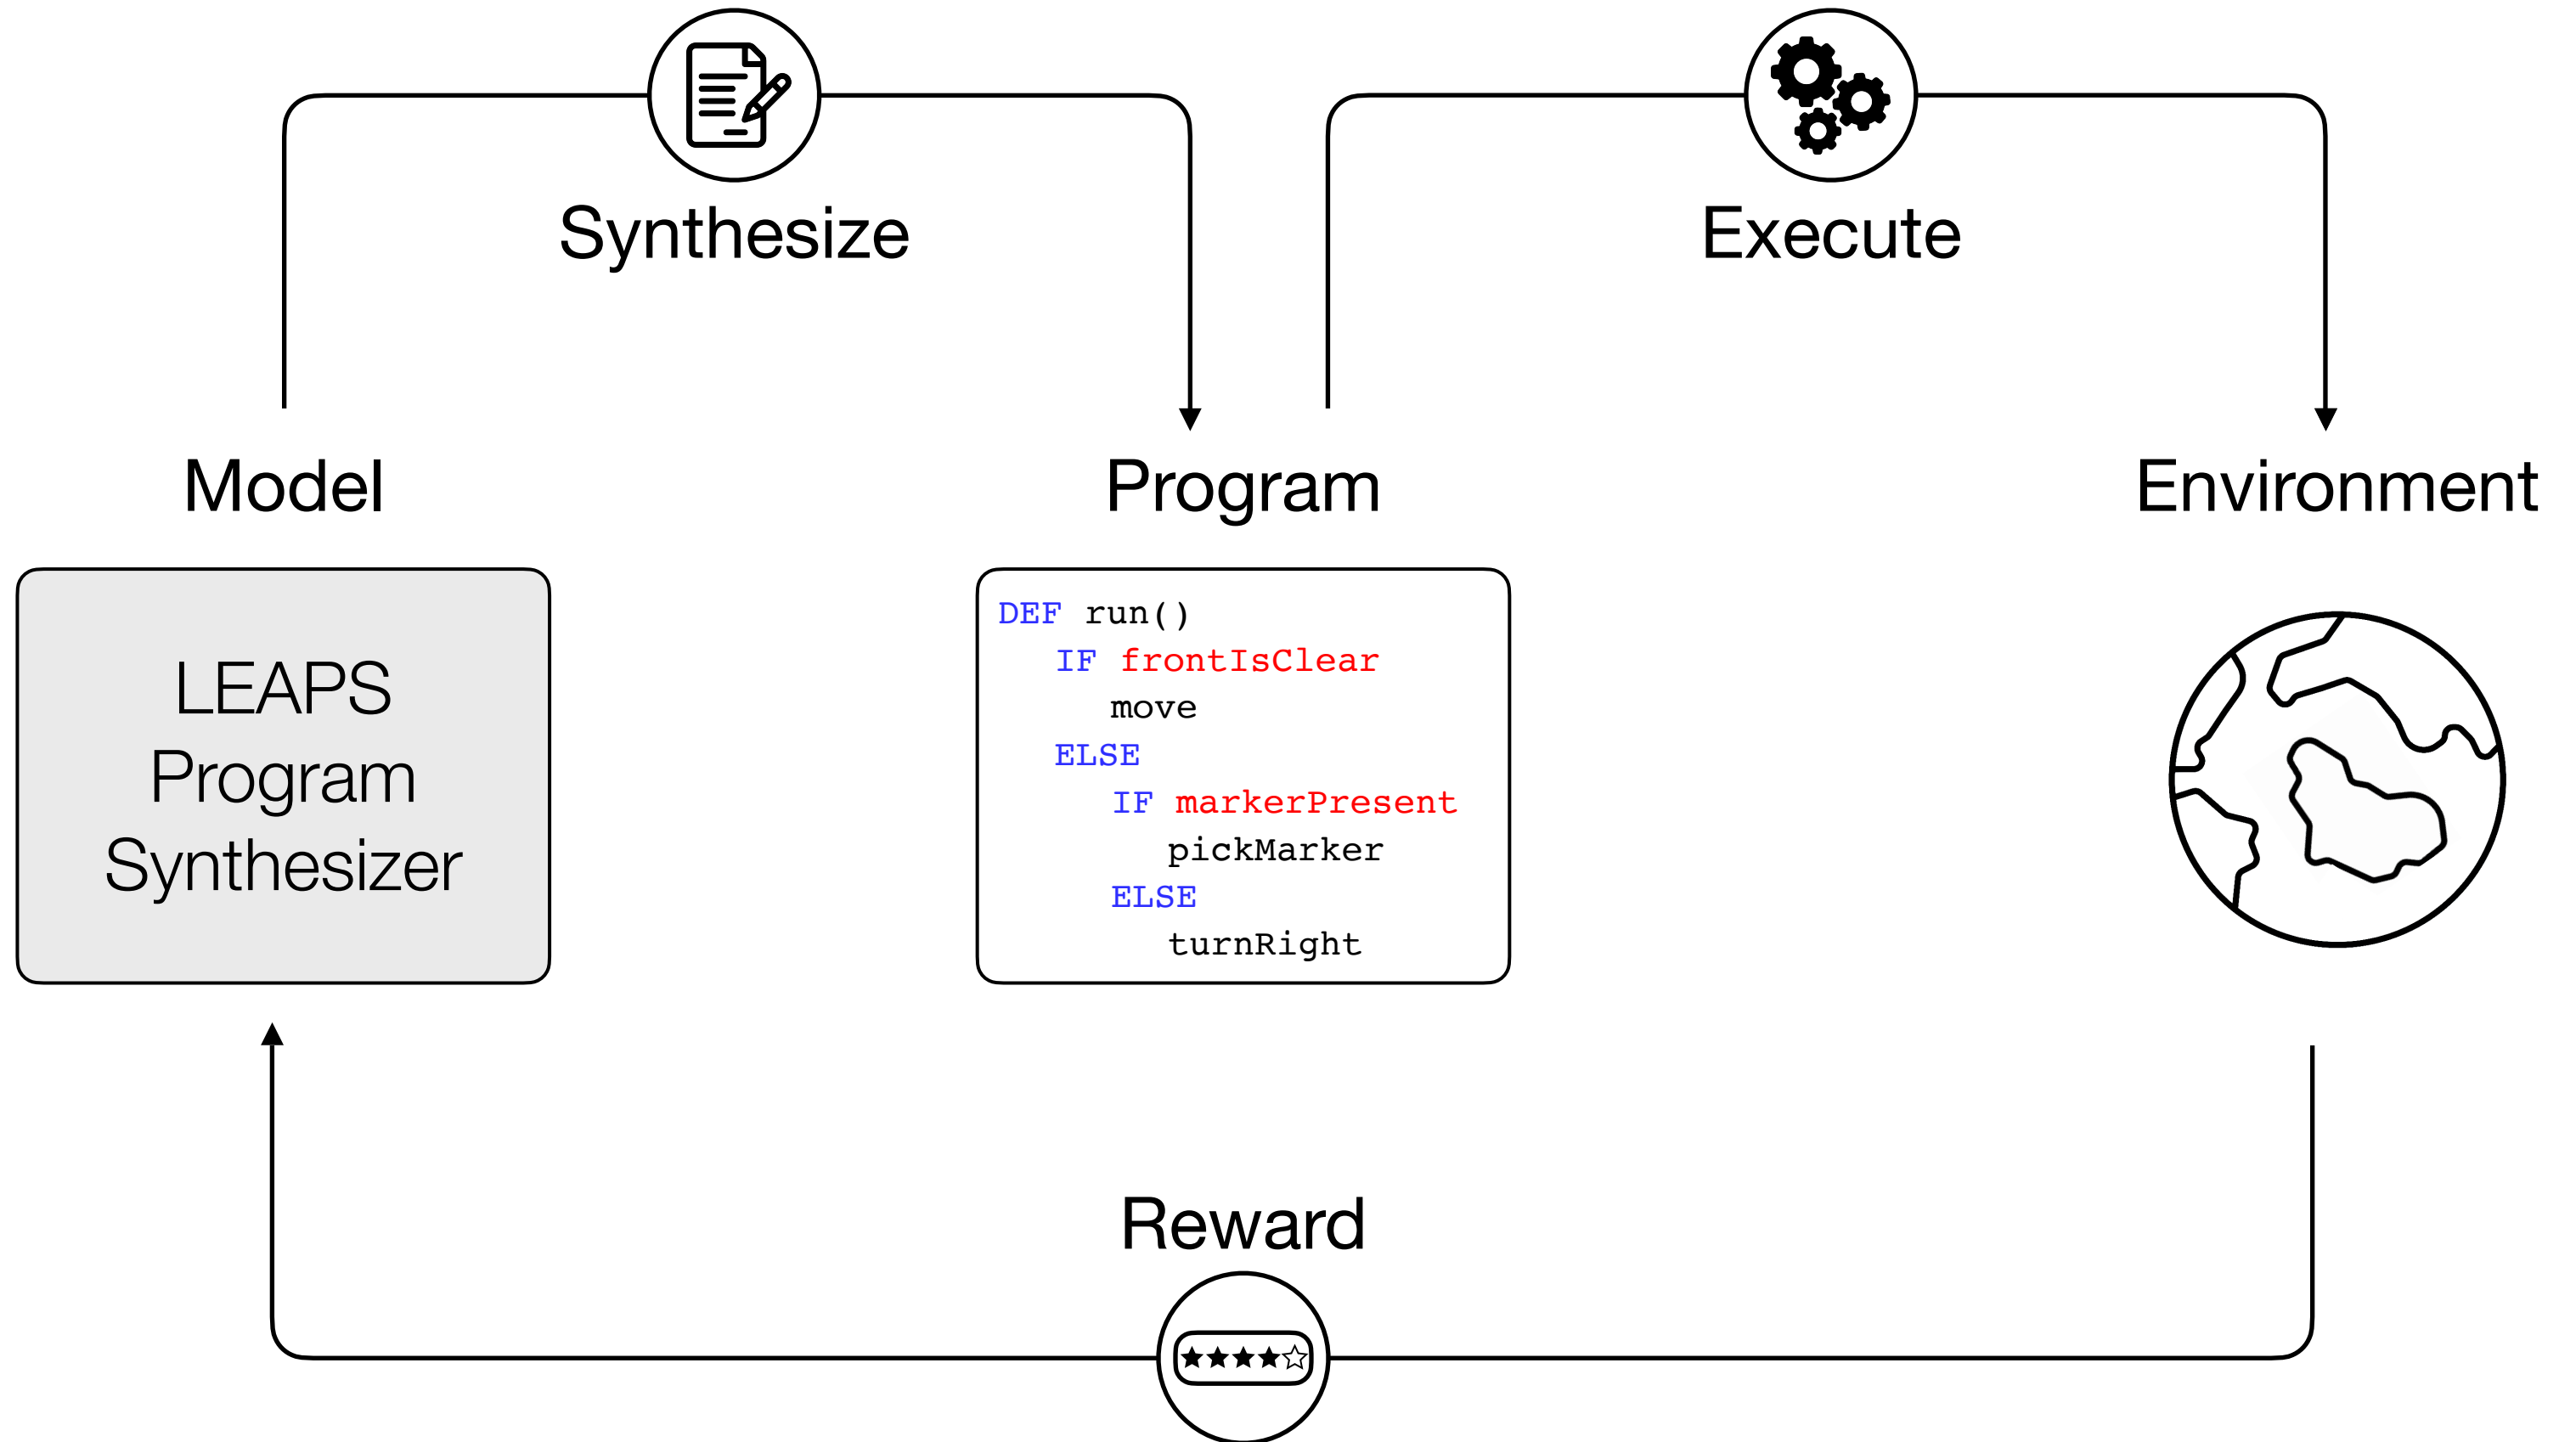 Synthesize
Execute
Model
Program
Environment
LEAPS
Program
Synthesizer
DEF run()
IF frontIsClear
move
ELSE
IF markerPresent
pickMarker
ELSE
turnRight
Reward